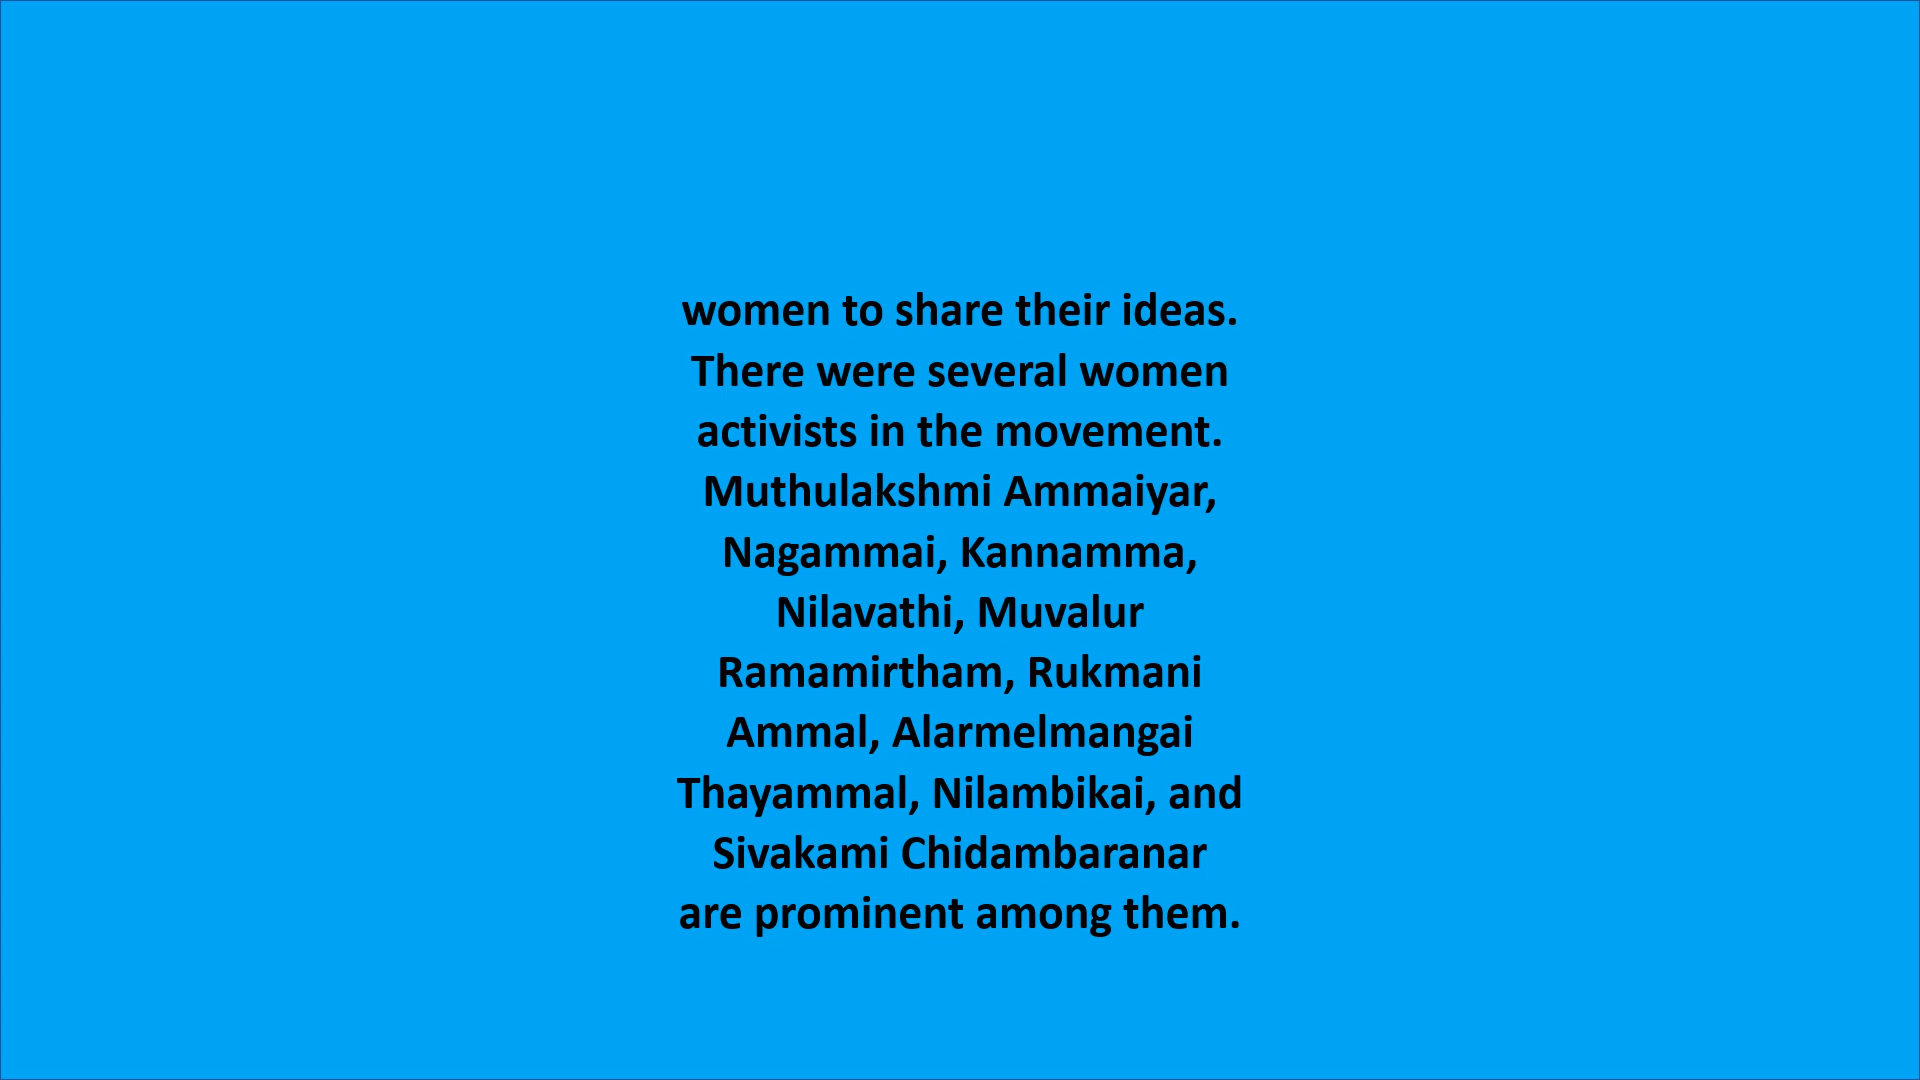 women to share their ideas.
There were several women
activists in the movement.
Muthulakshmi Ammaiyar,
Nagammai, Kannamma,
Nilavathi, Muvalur
Ramamirtham, Rukmani
Ammal, Alarmelmangai
Thayammal, Nilambikai, and
Sivakami Chidambaranar
are prominent among them.